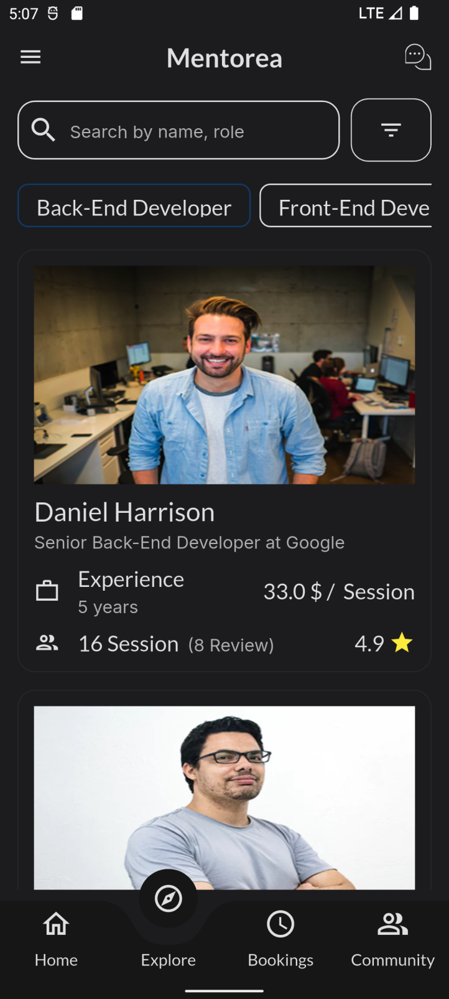 5:07 LTE
Mentorea
Search by name, role
Back-End Developer Front-End Deve
Daniel Harrison
Senior Back-End Developer at Google
Experience
5 years
33.0 $ / Session
16 Session (8 Review) 4.9
Home Explore Bookings Community